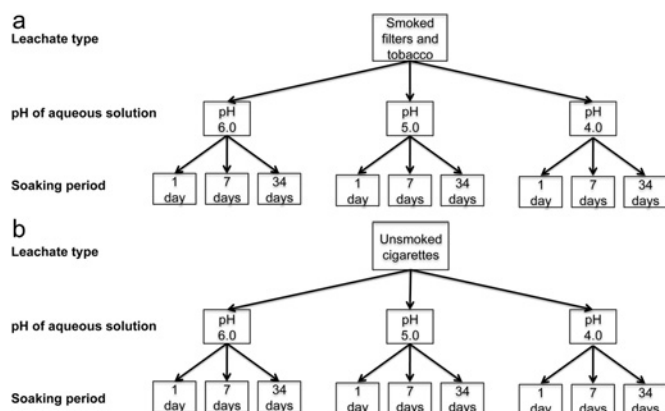 a
Leachate type
Smoked
filters and
tobacco
pH of aqueous solution
pH
6.0
pH
5.0
pH
4.0
Soaking period
1
day
7
days
34
days
1
day
7
days
34
days
1
day
7
days
34
days
b
Leachate type
Unsmoked
cigarettes
pH of aqueous solution
pH
6.0
pH
5.0
pH
4.0
Soaking period
1
day
7
days
34
days
1
day
7
days
34
days
1
day
7
days
34
days